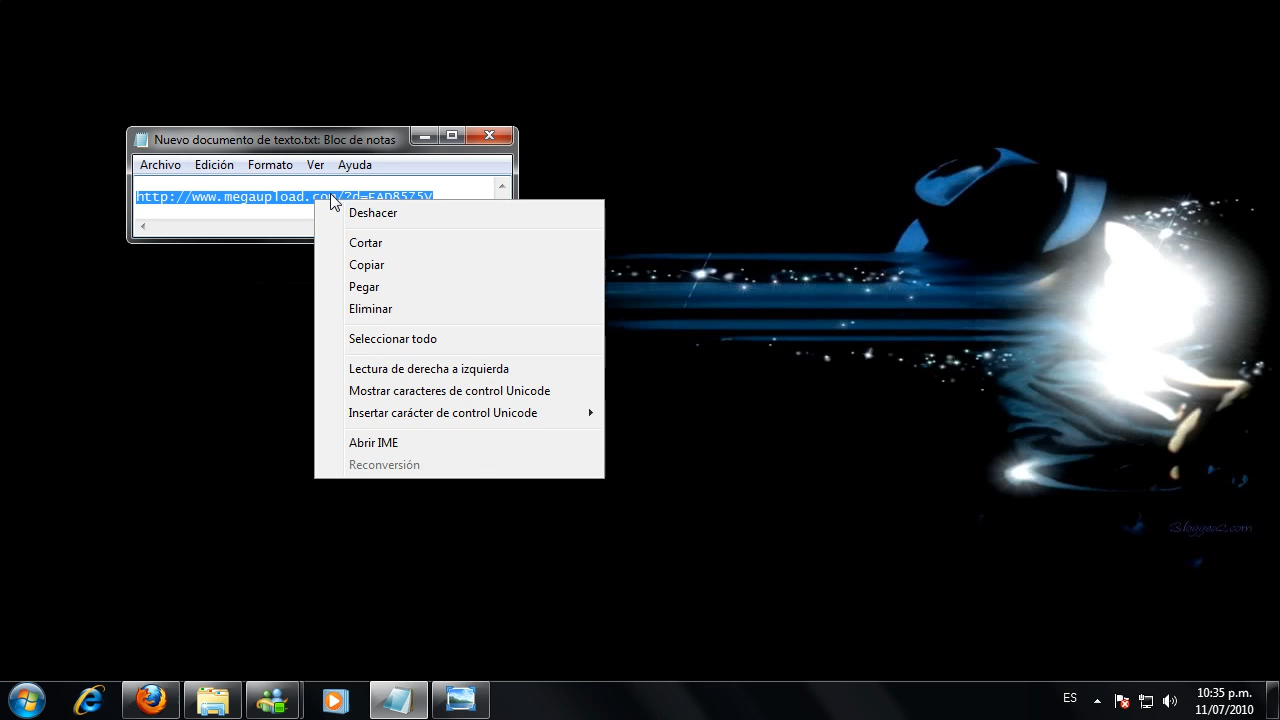 Nuevo documento de texto.txt: Bloc de notas
Archivo Edición Formato Ver Ayuda
http://www.megaupload.com/?d=
Deshacer
Cortar
Copiar
Pegar
Eliminar
Seleccionar todo
Lectura de derecha a izquierda
Mostrar caracteres de control Unicode
Insertar carácter de control Unicode
Abrir IME
Reconversión
ES
10:35 p.m.
11/07/2010